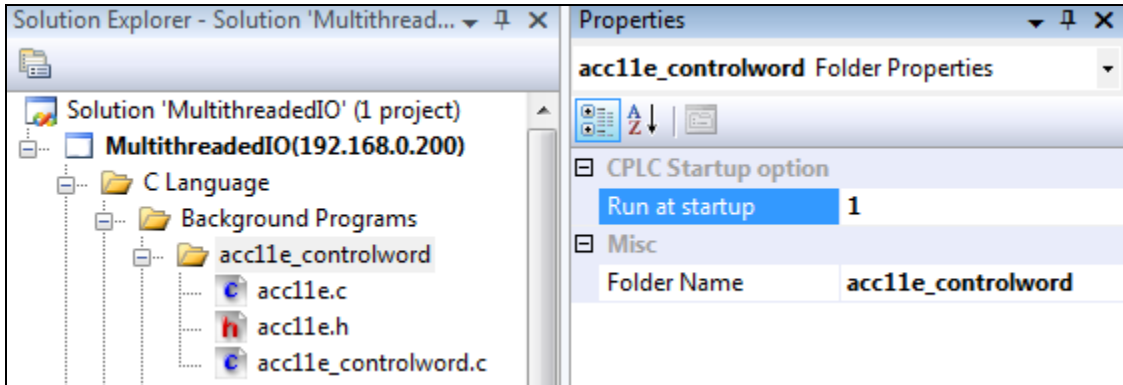 Solution Explorer - Solution 'Multithread...
Solution 'MultithreadedIO' (1 project)
MultithreadedIO(192.168.0.200)
C Language
Background Programs
acc11e_controlword
acc11e.c
acc11e.h
acc11e_controlword.c
Properties
acc11e_controlword Folder Properties
CPLC Startup option
Run at startup 1
Misc
Folder Name acc11e_controlword